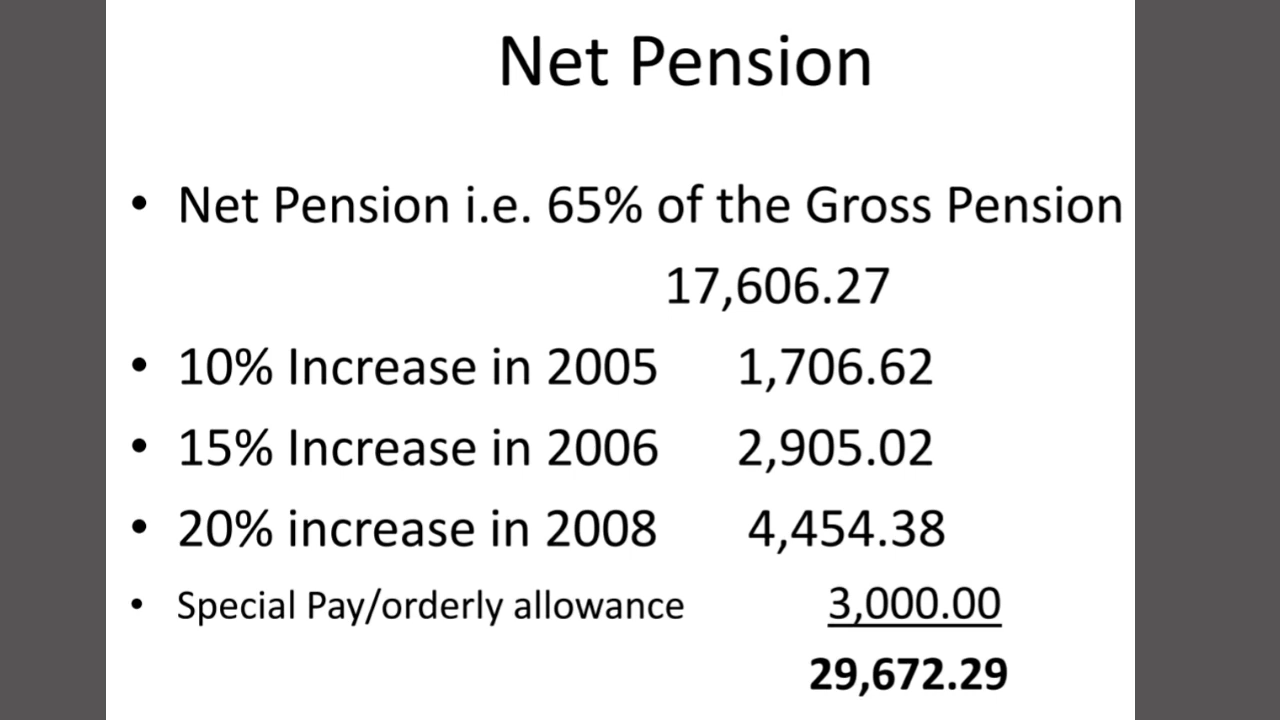 Net Pension
• Net Pension i.e. 65% of the Gross Pension
17,606.27
• 10% Increase in 2005 1,706.62
• 15% Increase in 2006 2,905.02
• 20% increase in 2008 4,454.38
• Special Pay/orderly allowance 3,000.00
29,672.29